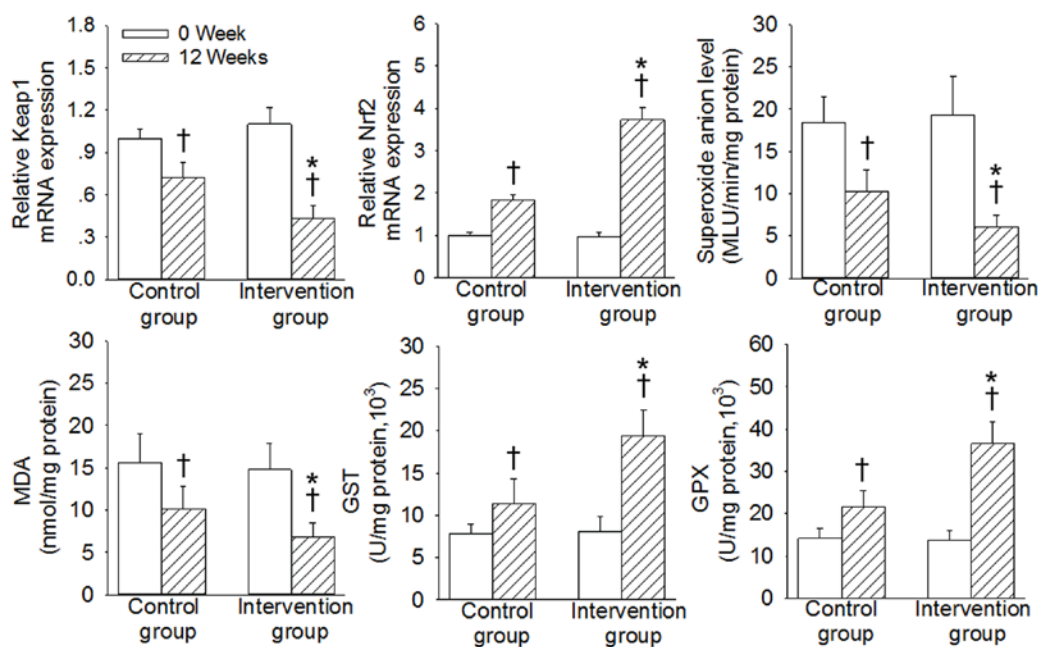 Relative Keap1
mRNA expression
1.8
1.5
1.2
.9
.6
.3
0.0
0 Week
12 Weeks
†
*
†
Control
group
Intervention
group
Relative Nrf2
mRNA expression
6
5
4
3
2
1
0
†
*
†
Control
group
Intervention
group
Superoxide anion level
(MLU/min/mg protein)
30
25
20
15
10
5
0
†
*
†
Control
group
Intervention
group
MDA
(nmol/mg protein)
30
25
20
15
10
5
0
†
*
†
Control
group
Intervention
group
GST
(U/mg protein,10³)
30
25
20
15
10
5
0
†
*
†
Control
group
Intervention
group
GPX
(U/mg protein,10³)
60
50
40
30
20
10
0
†
*
†
Control
group
Intervention
group